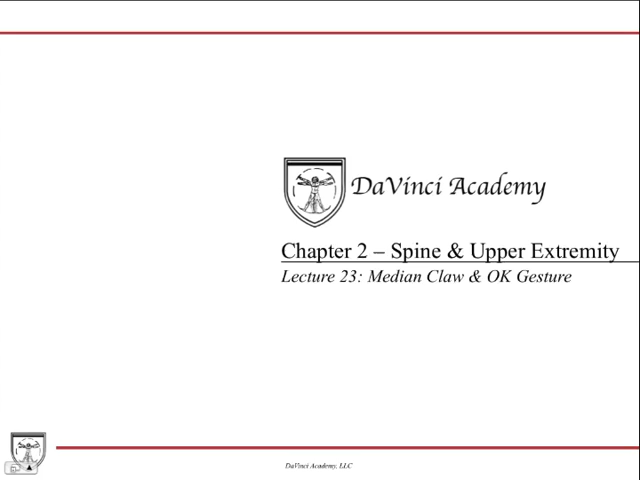 DaVinci Academy
Chapter 2 – Spine & Upper Extremity
Lecture 23: Median Claw & OK Gesture
DaVinci Academy, LLC